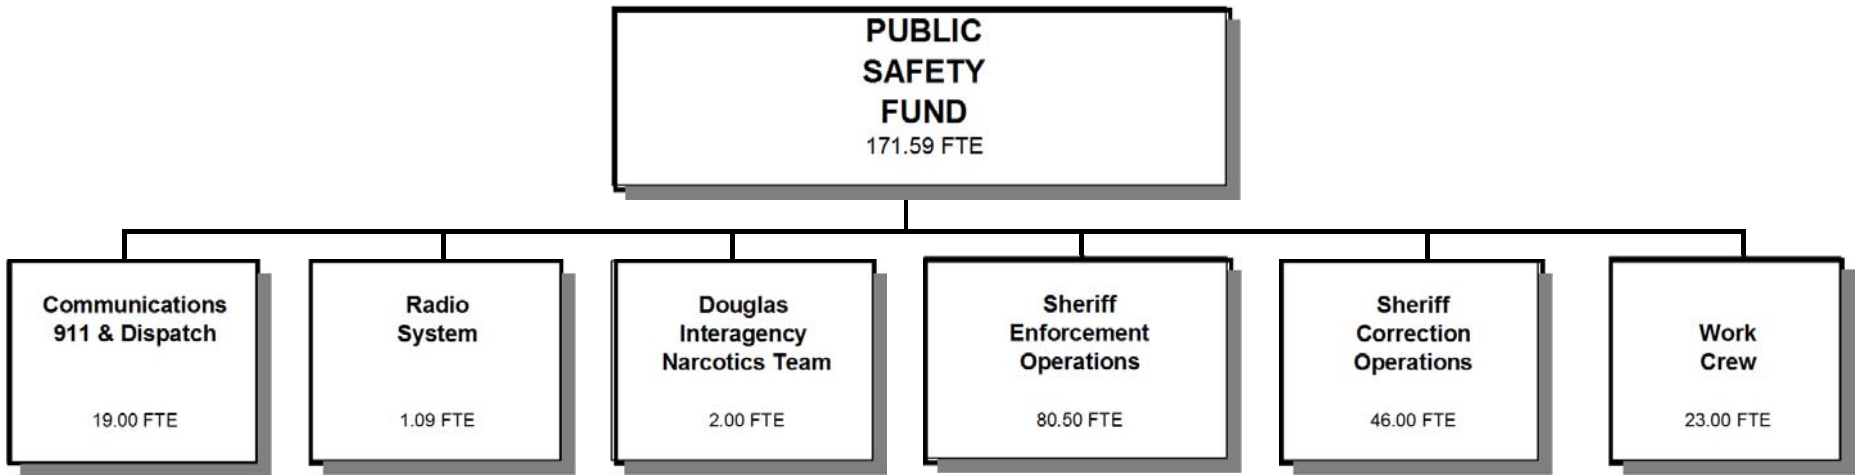 PUBLIC
SAFETY
FUND
171.59 FTE
Communications
911 & Dispatch
19.00 FTE
Radio
System
1.09 FTE
Douglas
Interagency
Narcotics Team
2.00 FTE
Sheriff
Enforcement
Operations
80.50 FTE
Sheriff
Correction
Operations
46.00 FTE
Work
Crew
23.00 FTE